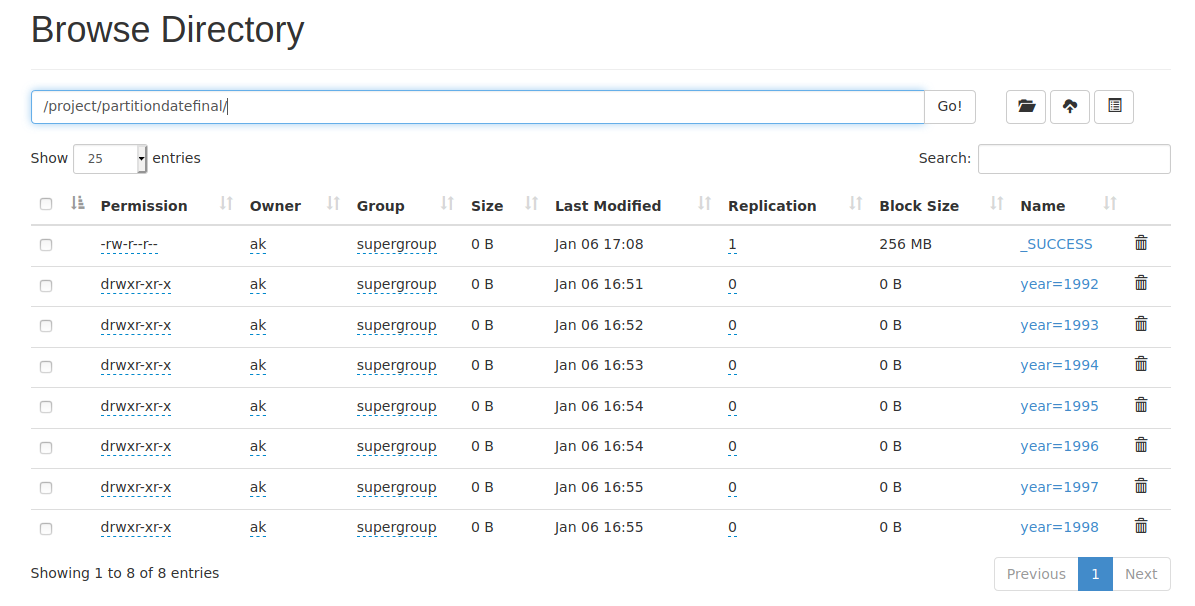 Browse Directory
/project/partitiondatefinal/ Go!
Show 25 entries Search:
Permission Owner Group Size Last Modified Replication Block Size Name
-rw-r--r-- ak supergroup 0 B Jan 06 17:08 1 256 MB _SUCCESS
drwxr-xr-x ak supergroup 0 B Jan 06 16:51 0 0 B year=1992
drwxr-xr-x ak supergroup 0 B Jan 06 16:52 0 0 B year=1993
drwxr-xr-x ak supergroup 0 B Jan 06 16:53 0 0 B year=1994
drwxr-xr-x ak supergroup 0 B Jan 06 16:54 0 0 B year=1995
drwxr-xr-x ak supergroup 0 B Jan 06 16:54 0 0 B year=1996
drwxr-xr-x ak supergroup 0 B Jan 06 16:55 0 0 B year=1997
drwxr-xr-x ak supergroup 0 B Jan 06 16:55 0 0 B year=1998
Showing 1 to 8 of 8 entries Previous 1 Next